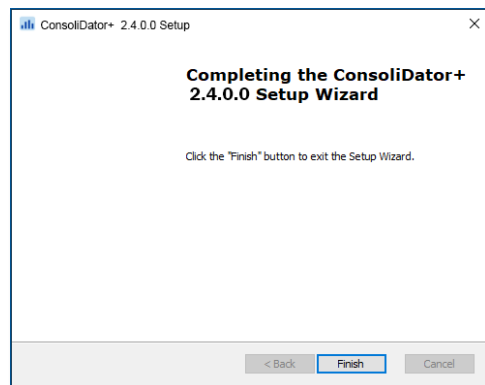 ConsoliDator+ 2.4.0.0 Setup
Completing the ConsoliDator+
2.4.0.0 Setup Wizard
Click the "Finish" button to exit the Setup Wizard.
< Back Finish Cancel